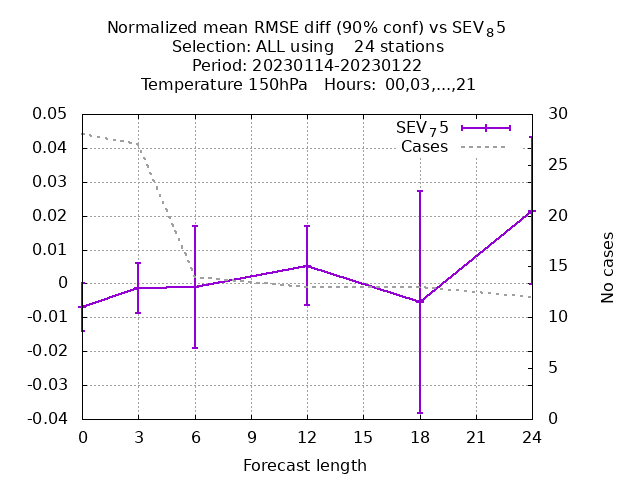 Normalized mean RMSE diff (90% conf) vs SEV₈5
Selection: ALL using 24 stations
Period: 20230114-20230122
Temperature 150hPa Hours: 00,03,...,21
SEV₇5
Cases
0.05
0.04
0.03
0.02
0.01
0
-0.01
-0.02
-0.03
-0.04
30
25
20
15
10
5
0
No cases
0 3 6 9 12 15 18 21 24
Forecast length